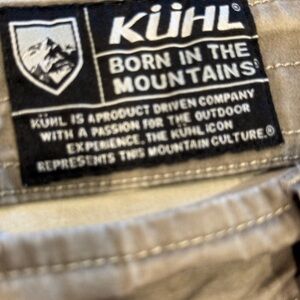 KÜHL®
BORN IN THE
MOUNTAINS®
KÜHL IS A PRODUCT DRIVEN COMPANY
WITH A PASSION FOR THE OUTDOOR
EXPERIENCE. THE KÜHL ICON
REPRESENTS THIS MOUNTAIN CULTURE.®